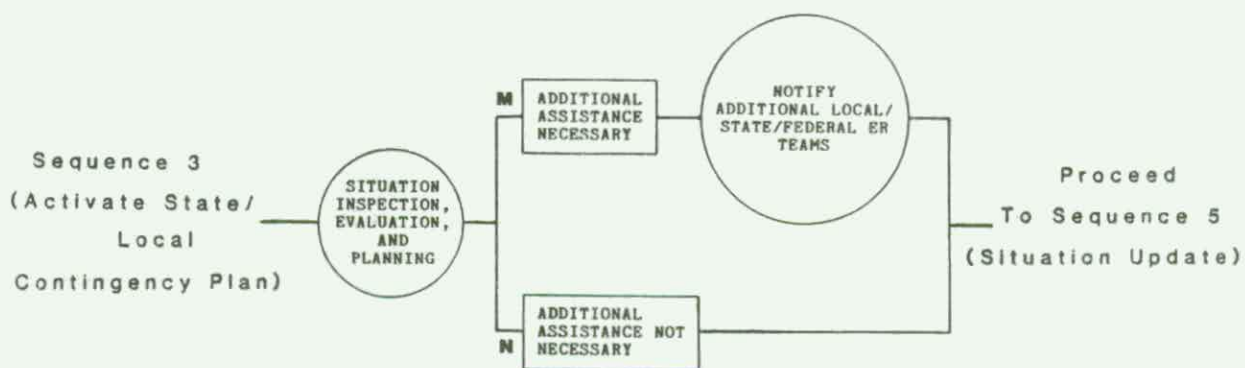 Sequence 3
(Activate State/
Local
Contingency Plan)
SITUATION
INSPECTION,
EVALUATION,
AND
PLANNING
M
ADDITIONAL
ASSISTANCE
NECESSARY
NOTIFY
ADDITIONAL LOCAL/
STATE/FEDERAL ER
TEAMS
N
ADDITIONAL
ASSISTANCE NOT
NECESSARY
Proceed
To Sequence 5
(Situation Update)